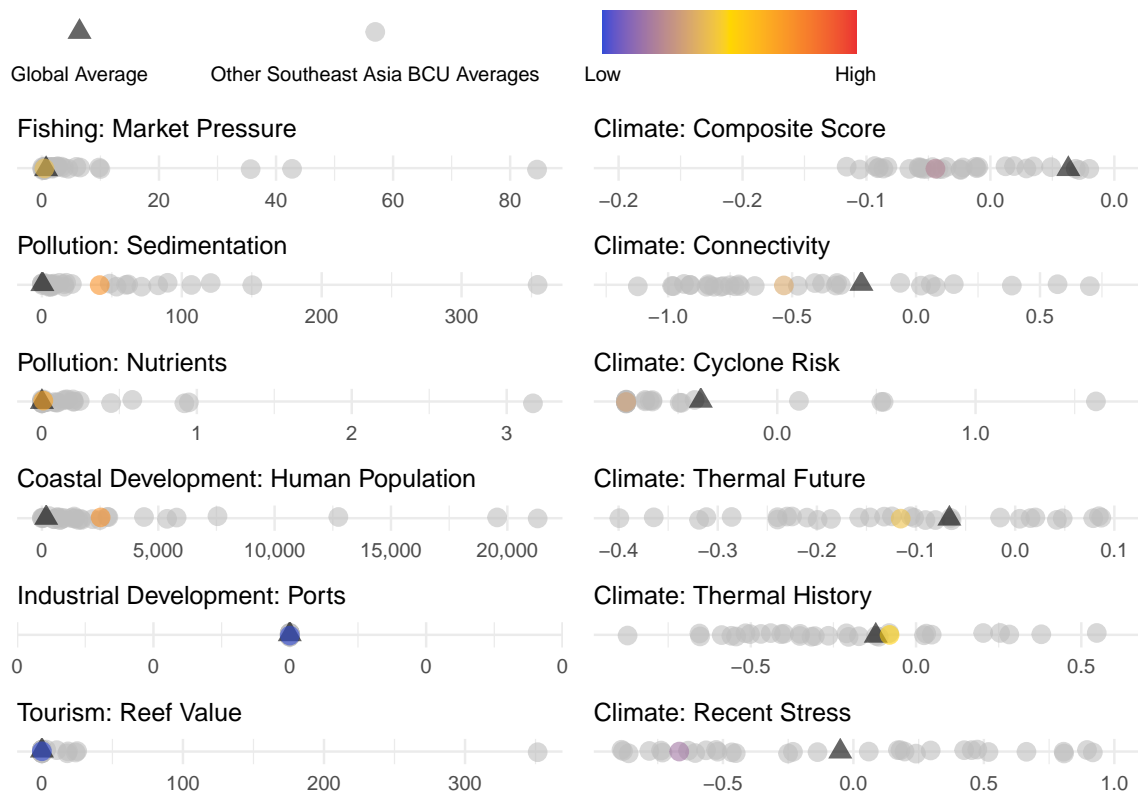 Global Average
Other Southeast Asia BCU Averages
Low
High
Fishing: Market Pressure
0 20 40 60 80
Climate: Composite Score
−0.2 −0.2 −0.1 0.0 0.0
Pollution: Sedimentation
0 100 200 300
Climate: Connectivity
−1.0 −0.5 0.0 0.5
Pollution: Nutrients
0 1 2 3
Climate: Cyclone Risk
0.0 1.0
Coastal Development: Human Population
0 5,000 10,000 15,000 20,000
Climate: Thermal Future
−0.4 −0.3 −0.2 −0.1 0.0 0.1
Industrial Development: Ports
0 0 0 0 0
Climate: Thermal History
−0.5 0.0 0.5
Tourism: Reef Value
0 100 200 300
Climate: Recent Stress
−0.5 0.0 0.5 1.0